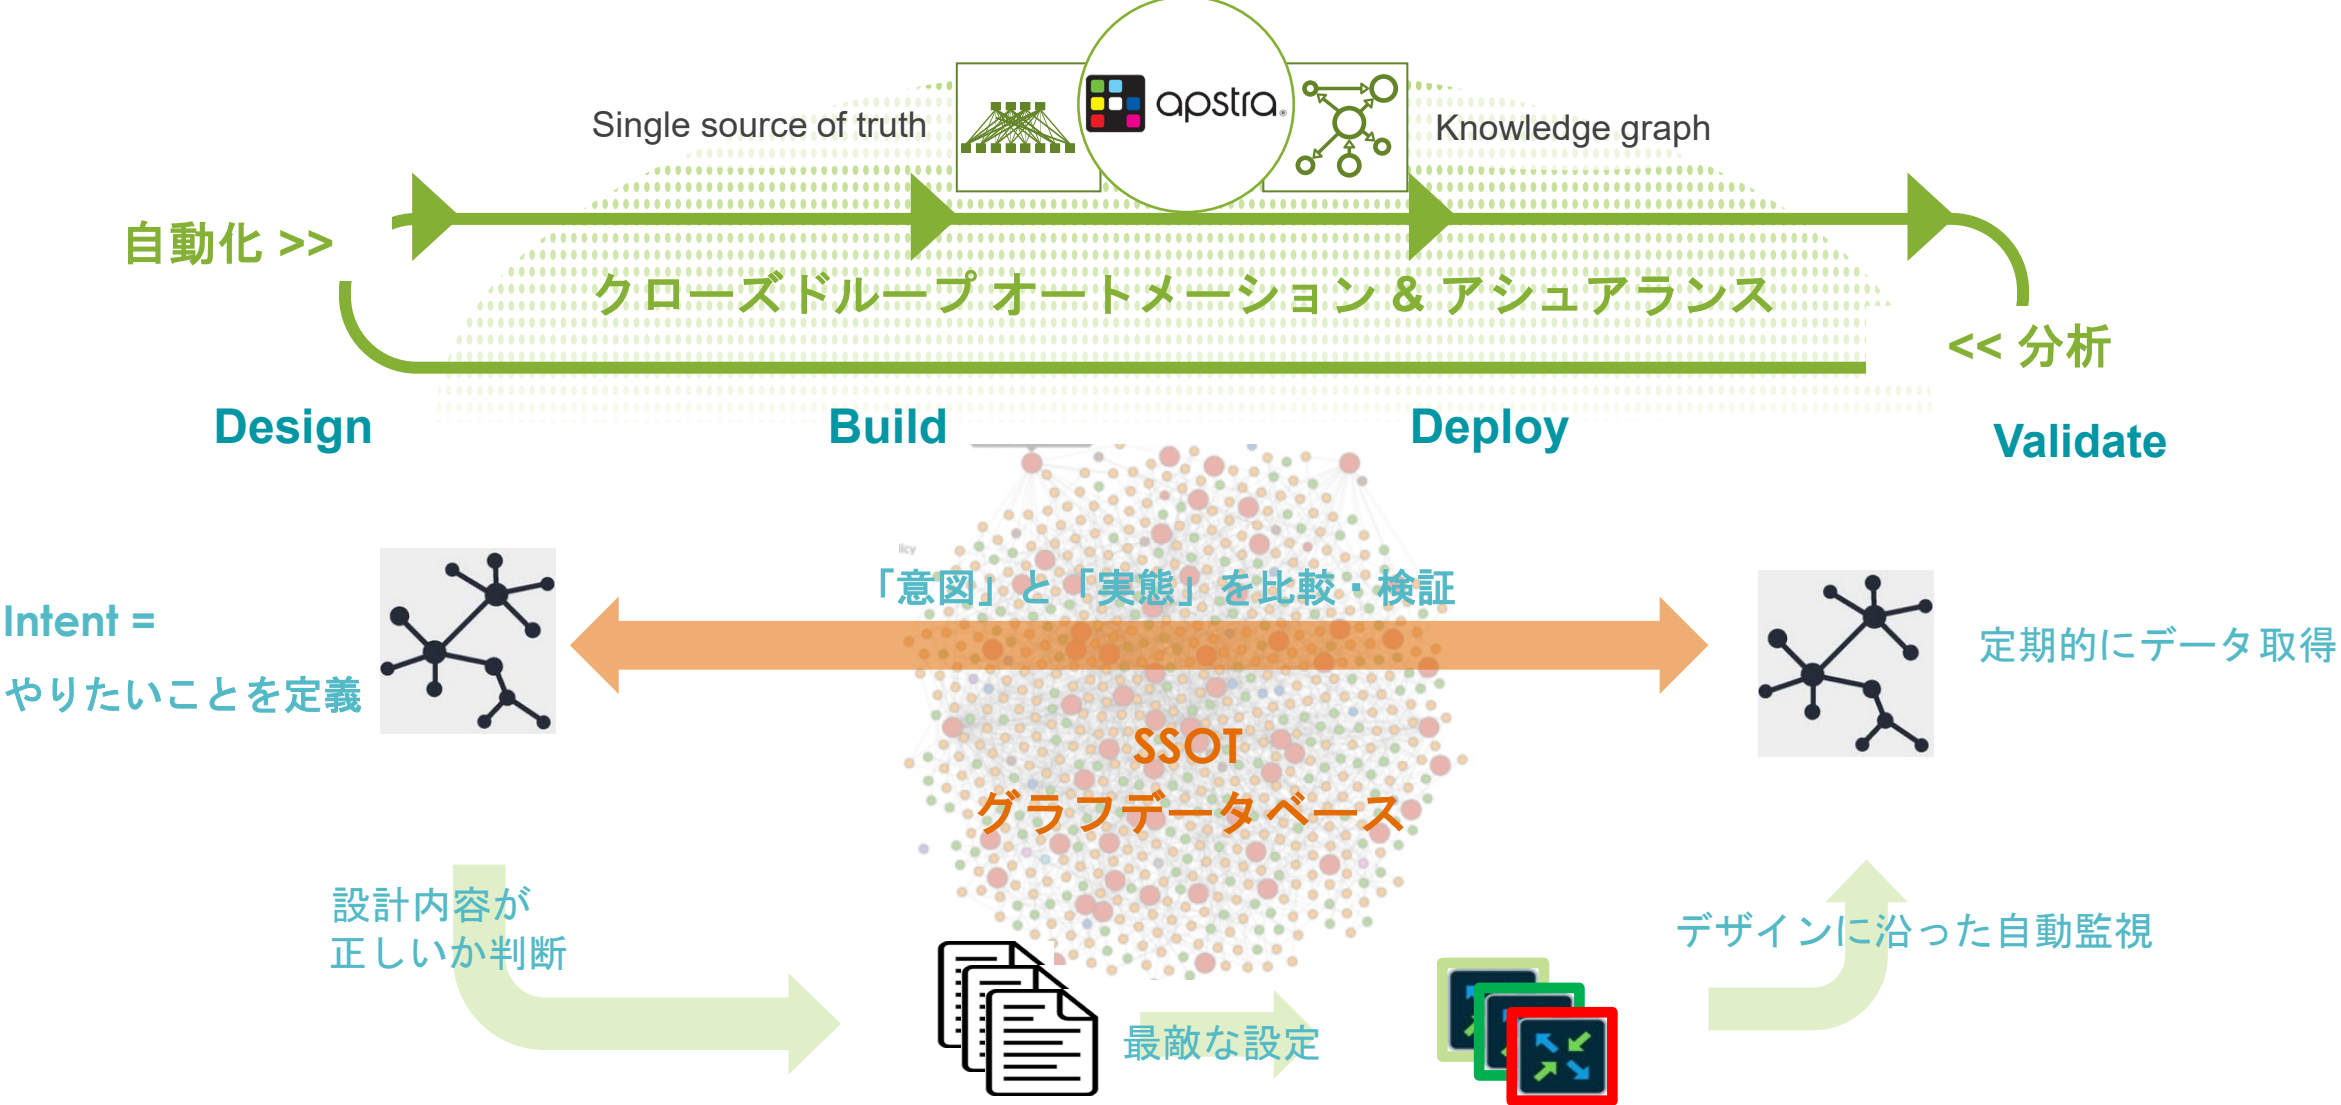 apstra
Single source of truth
Knowledge graph
自動化 >>
クローズドループ オートメーション & アシュアランス
<< 分析
Design
Build
Deploy
Validate
licy
「意図」と「実態」を比較・検証
Intent =
やりたいことを定義
定期的にデータ取得
SSOT
グラフデータベース
設計内容が
正しいか判断
デザインに沿った自動監視
最敵な設定